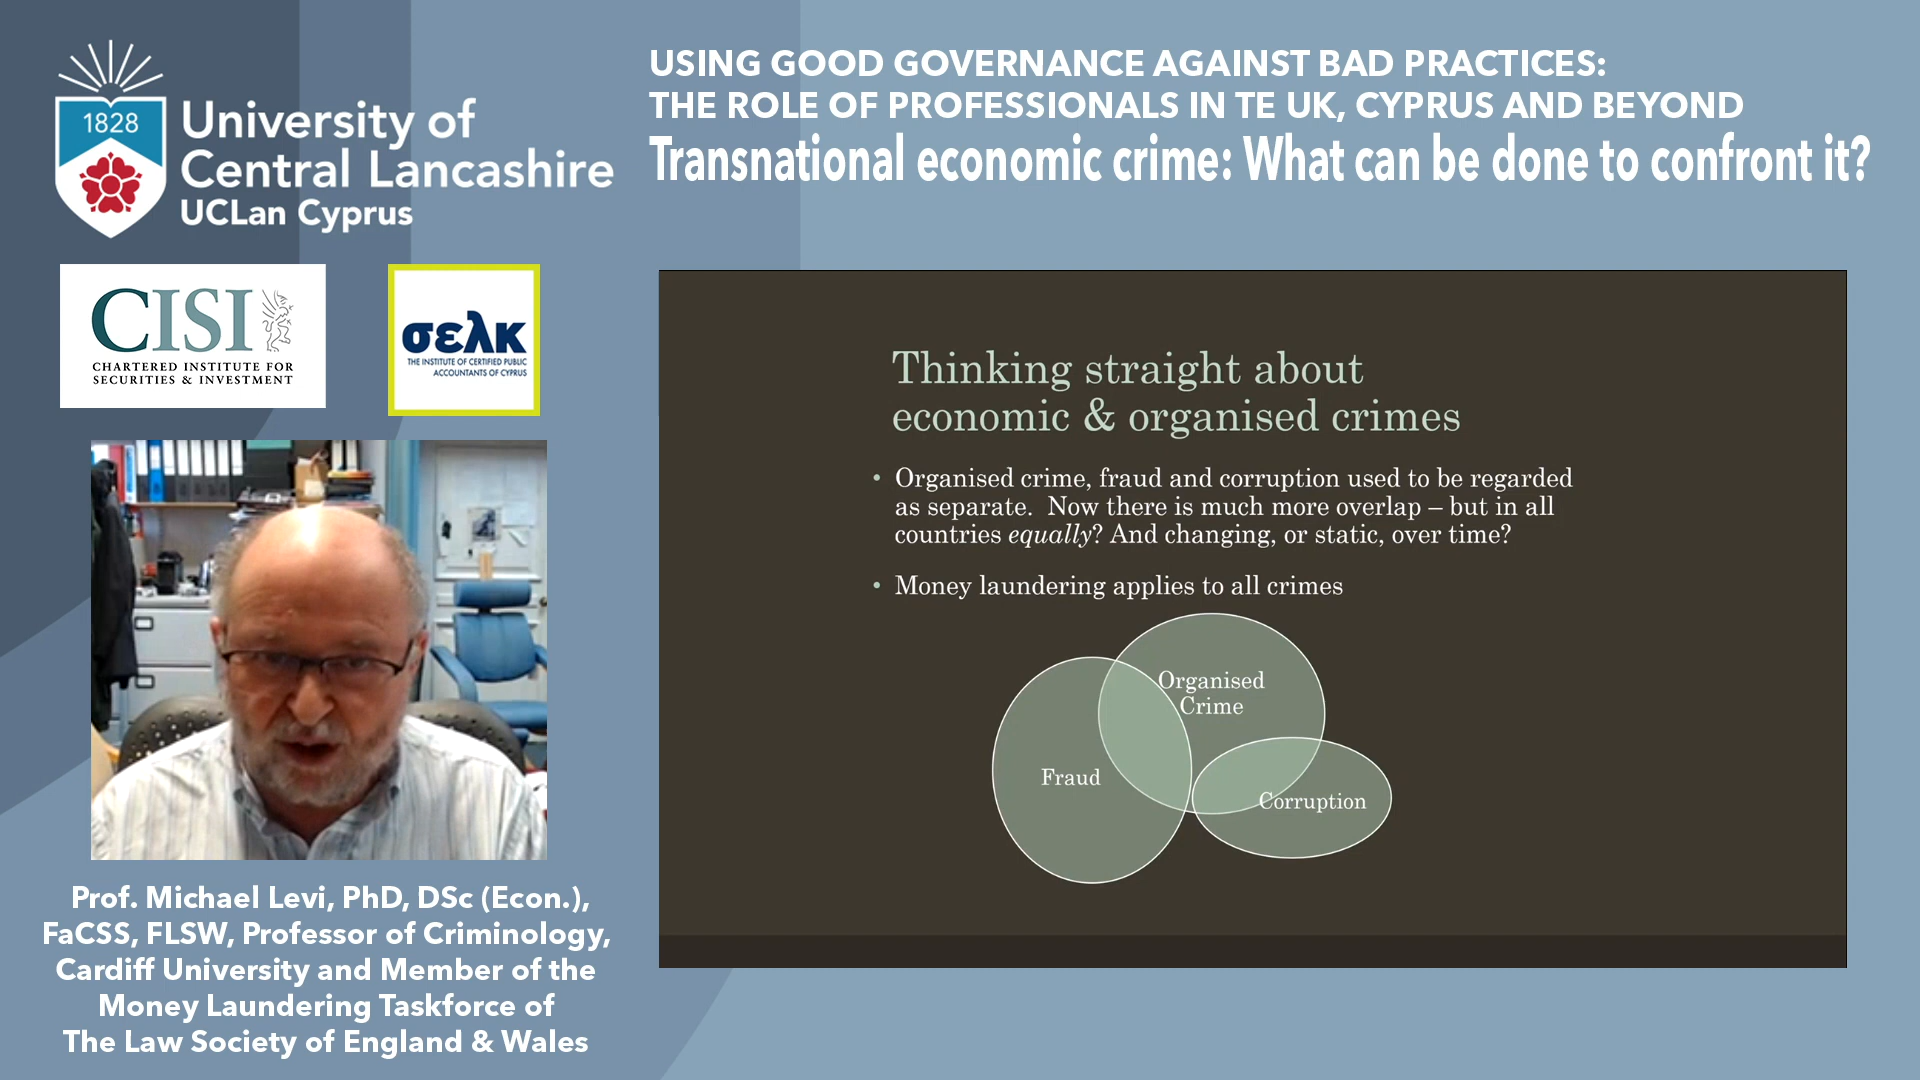 1828
University of
Central Lancashire
UCLan Cyprus
USING GOOD GOVERNANCE AGAINST BAD PRACTICES:
THE ROLE OF PROFESSIONALS IN TE UK, CYPRUS AND BEYOND
Transnational economic crime: What can be done to confront it?
CISI
CHARTERED INSTITUTE FOR
SECURITIES & INVESTMENT
σελκ
THE INSTITUTE OF CERTIFIED PUBLIC
ACCOUNTANTS OF CYPRUS
Thinking straight about
economic & organised crimes
• Organised crime, fraud and corruption used to be regarded
as separate. Now there is much more overlap – but in all
countries equally? And changing, or static, over time?
• Money laundering applies to all crimes
Organised
Crime
Fraud
Corruption
Prof. Michael Levi, PhD, DSc (Econ.),
FaCSS, FLSW, Professor of Criminology,
Cardiff University and Member of the
Money Laundering Taskforce of
The Law Society of England & Wales